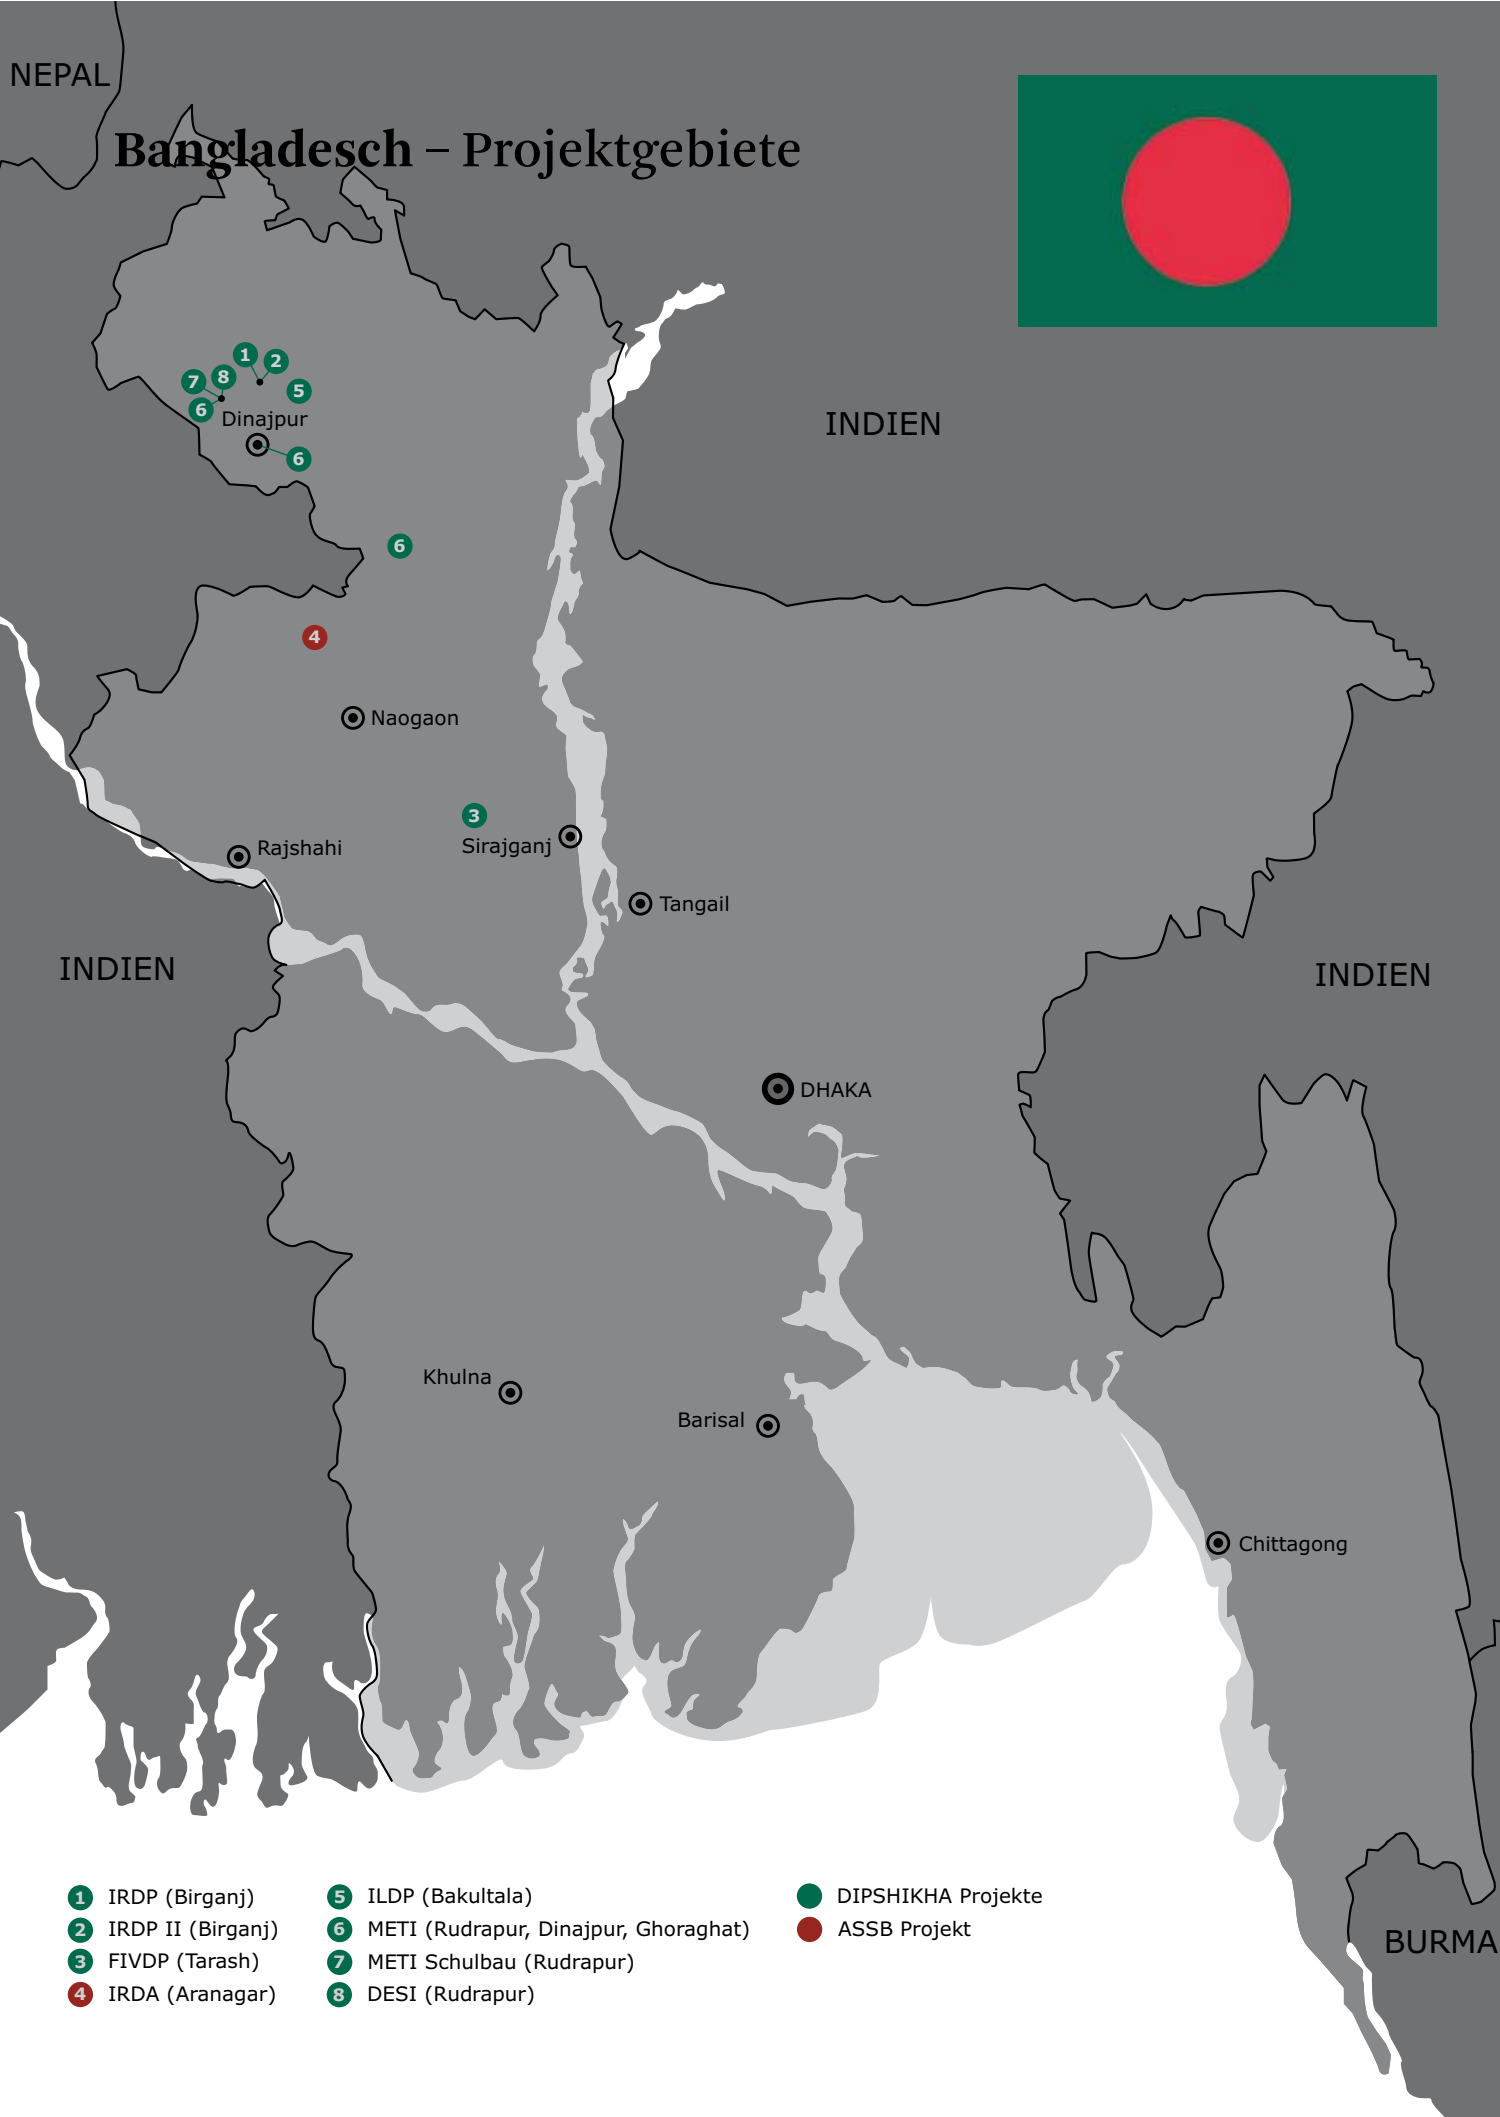 NEPAL
Bangladesch – Projektgebiete
1
2
7
8
5
6
Dinajpur
6
INDIEN
6
4
Naogaon
3
Sirajganj
Rajshahi
Tangail
INDIEN
INDIEN
DHAKA
Khulna
Barisal
Chittagong
1 IRDP (Birganj)
2 IRDP II (Birganj)
3 FIVDP (Tarash)
4 IRDA (Aranagar)
5 ILDP (Bakultala)
6 METI (Rudrapur, Dinajpur, Ghoraghat)
7 METI Schulbau (Rudrapur)
8 DESI (Rudrapur)
DIPSHIKHA Projekte
ASSB Projekt
BURMA